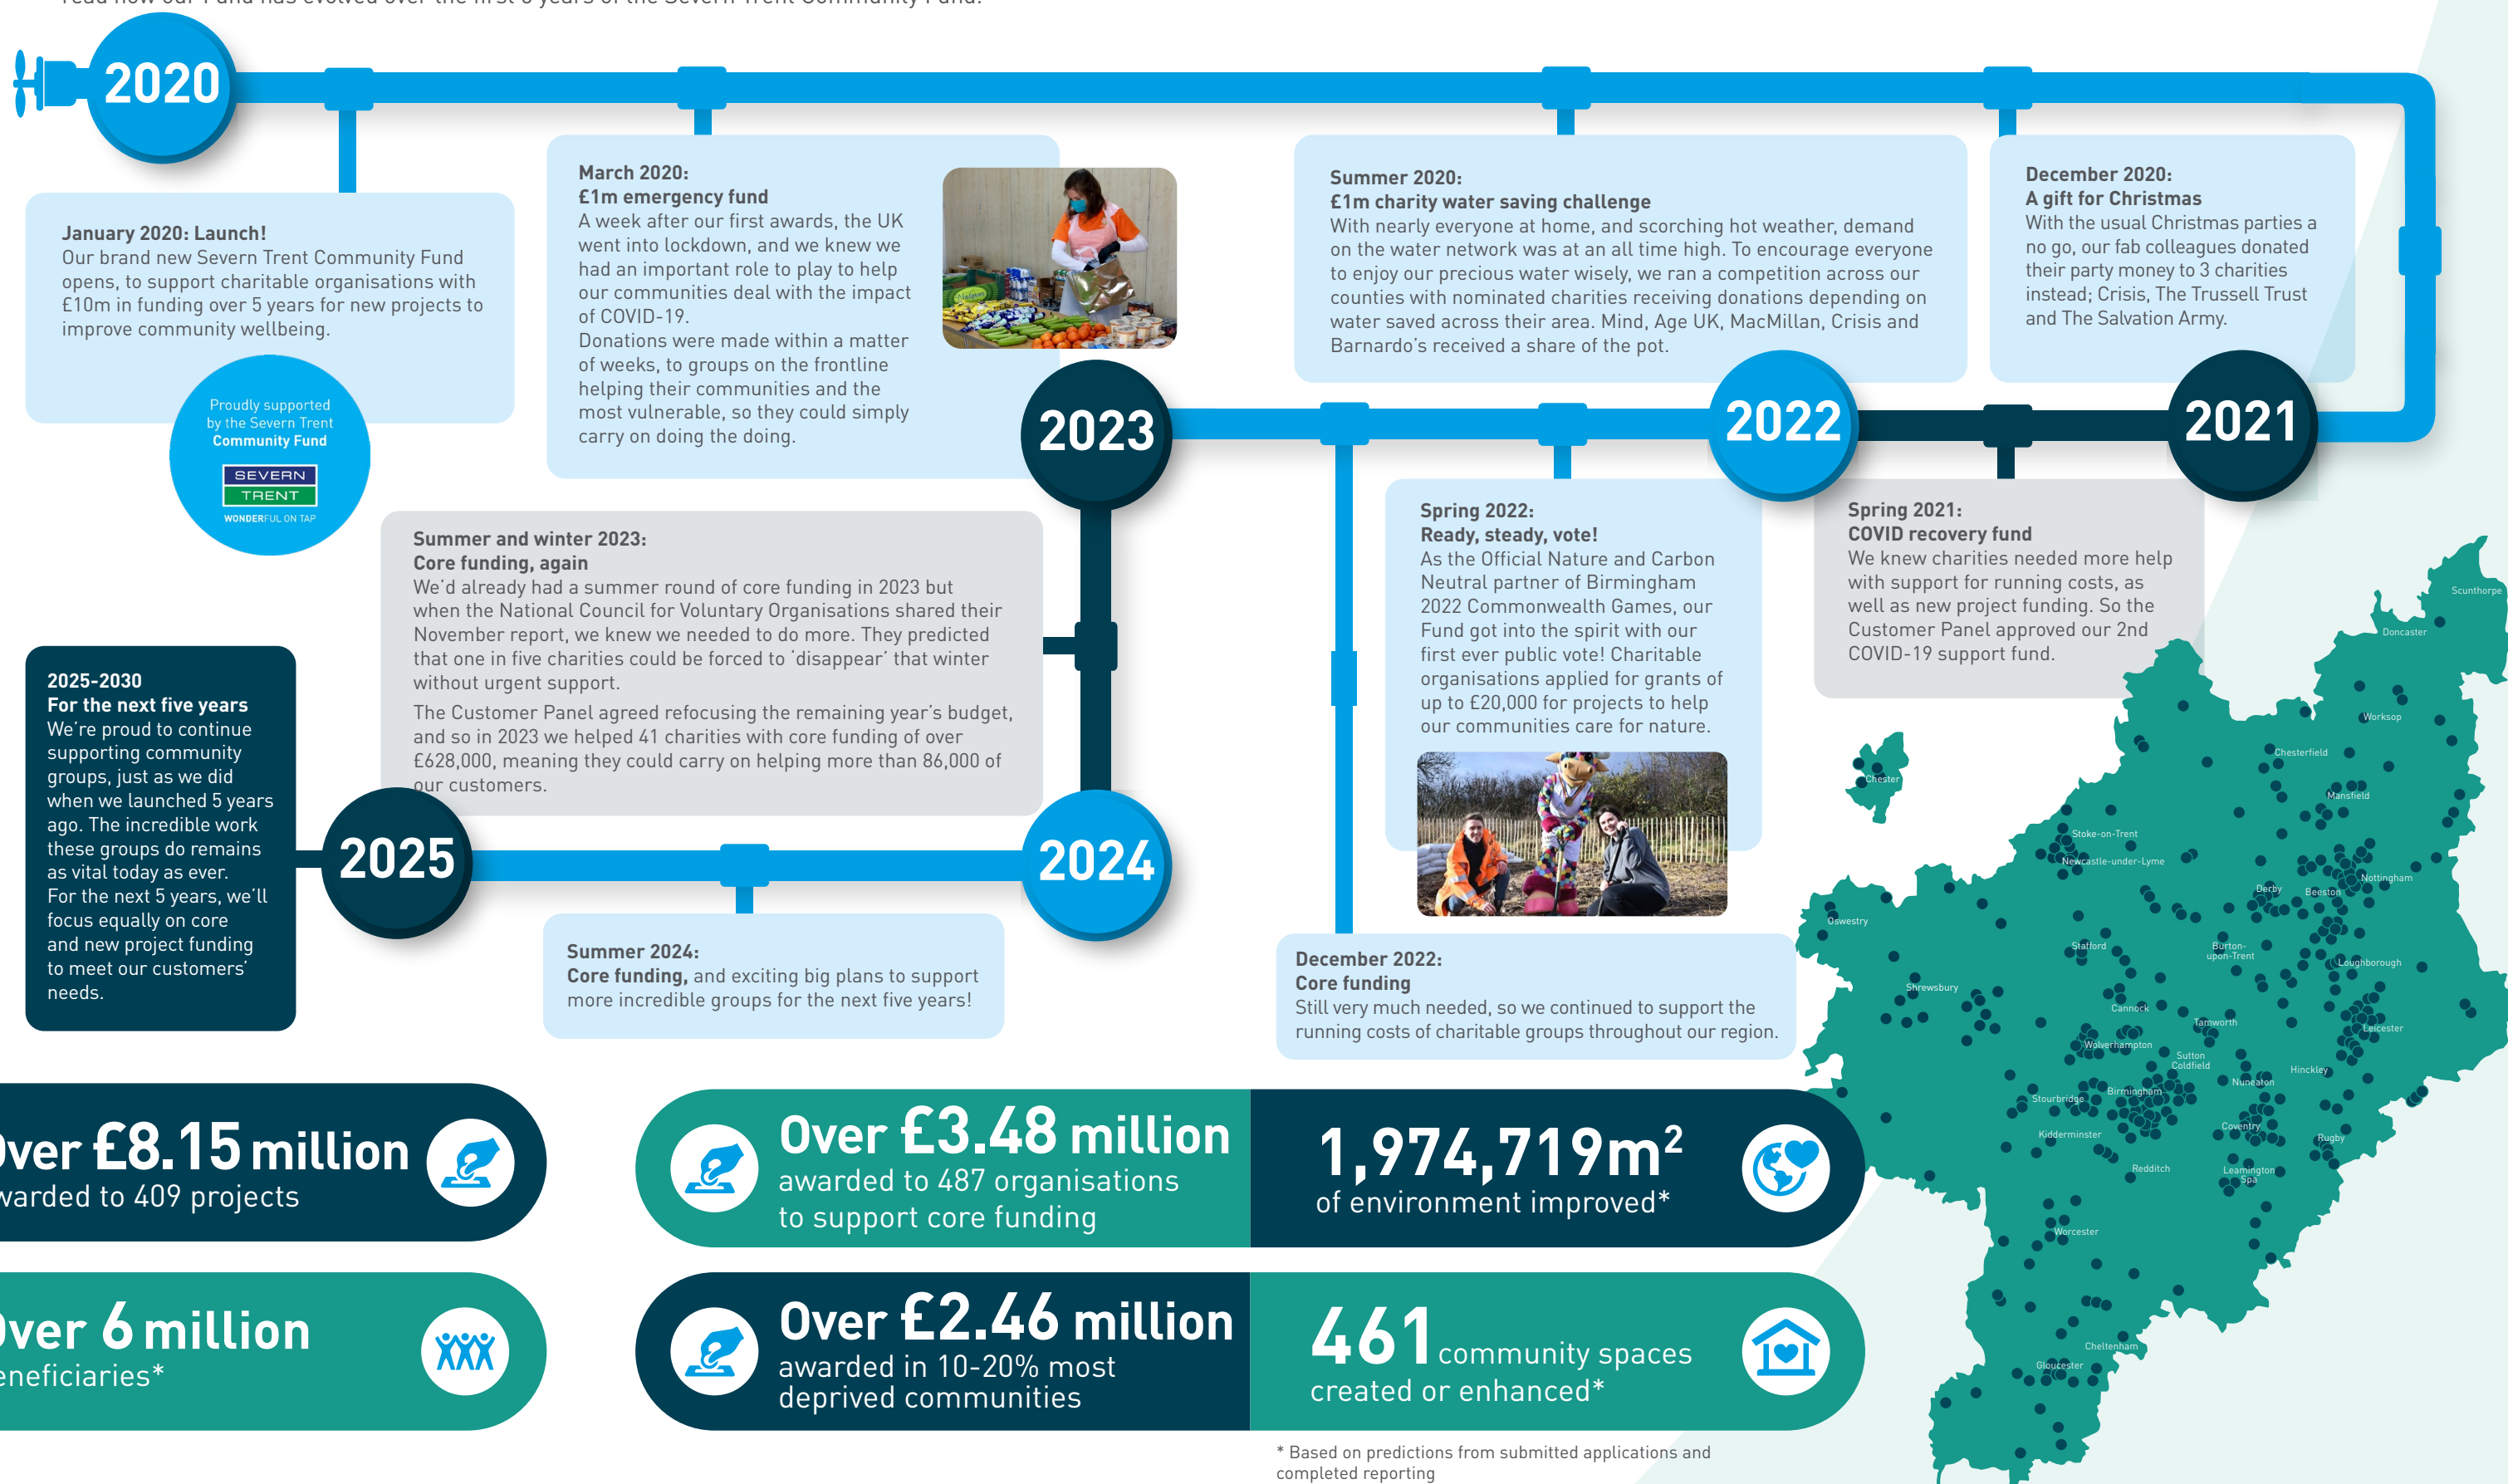 read how our Fund has evolved over the first 5 years of the Severn Trent Community Fund.
2020
January 2020: Launch!
Our brand new Severn Trent Community Fund
opens, to support charitable organisations with
£10m in funding over 5 years for new projects to
improve community wellbeing.
Proudly supported
by the Severn Trent
Community Fund
SEVERN
TRENT
WONDERFUL ON TAP
March 2020:
£1m emergency fund
A week after our first awards, the UK
went into lockdown, and we knew we
had an important role to play to help
our communities deal with the impact
of COVID-19.
Donations were made within a matter
of weeks, to groups on the frontline
helping their communities and the
most vulnerable, so they could simply
carry on doing the doing.
Summer 2020:
£1m charity water saving challenge
With nearly everyone at home, and scorching hot weather, demand
on the water network was at an all time high. To encourage everyone
to enjoy our precious water wisely, we ran a competition across our
counties with nominated charities receiving donations depending on
water saved across their area. Mind, Age UK, MacMillan, Crisis and
Barnardo's received a share of the pot.
December 2020:
A gift for Christmas
With the usual Christmas parties a
no go, our fab colleagues donated
their party money to 3 charities
instead; Crisis, The Trussell Trust
and The Salvation Army.
2021
Spring 2021:
COVID recovery fund
We knew charities needed more help
with support for running costs, as
well as new project funding. So the
Customer Panel approved our 2nd
COVID-19 support fund.
2022
Spring 2022:
Ready, steady, vote!
As the Official Nature and Carbon
Neutral partner of Birmingham
2022 Commonwealth Games, our
Fund got into the spirit with our
first ever public vote! Charitable
organisations applied for grants of
up to £20,000 for projects to help
our communities care for nature.
December 2022:
Core funding
Still very much needed, so we continued to support the
running costs of charitable groups throughout our region.
2023
Summer and winter 2023:
Core funding, again
We'd already had a summer round of core funding in 2023 but
when the National Council for Voluntary Organisations shared their
November report, we knew we needed to do more. They predicted
that one in five charities could be forced to 'disappear' that winter
without urgent support.
The Customer Panel agreed refocusing the remaining year's budget,
and so in 2023 we helped 41 charities with core funding of over
£628,000, meaning they could carry on helping more than 86,000 of
our customers.
2024
Summer 2024:
Core funding, and exciting big plans to support
more incredible groups for the next five years!
2025
2025-2030
For the next five years
We're proud to continue
supporting community
groups, just as we did
when we launched 5 years
ago. The incredible work
these groups do remains
as vital today as ever.
For the next 5 years, we'll
focus equally on core
and new project funding
to meet our customers'
needs.
Over £8.15 million
awarded to 409 projects
Over £3.48 million
awarded to 487 organisations
to support core funding
1,974,719m²
of environment improved*
Over 6 million
beneficiaries*
Over £2.46 million
awarded in 10-20% most
deprived communities
461 community spaces
created or enhanced*
* Based on predictions from submitted applications and
completed reporting
Scunthorpe
Doncaster
Worksop
Chesterfield
Chester
Mansfield
Stoke-on-Trent
Newcastle-under-Lyme
Nottingham
Derby
Beeston
Oswestry
Stafford
Burton-
upon-Trent
Loughborough
Shrewsbury
Cannock
Tamworth
Leicester
Wolverhampton
Sutton
Coldfield
Hinckley
Nuneaton
Birmingham
Stourbridge
Coventry
Kidderminster
Rugby
Redditch
Leamington
Spa
Worcester
Cheltenham
Gloucester